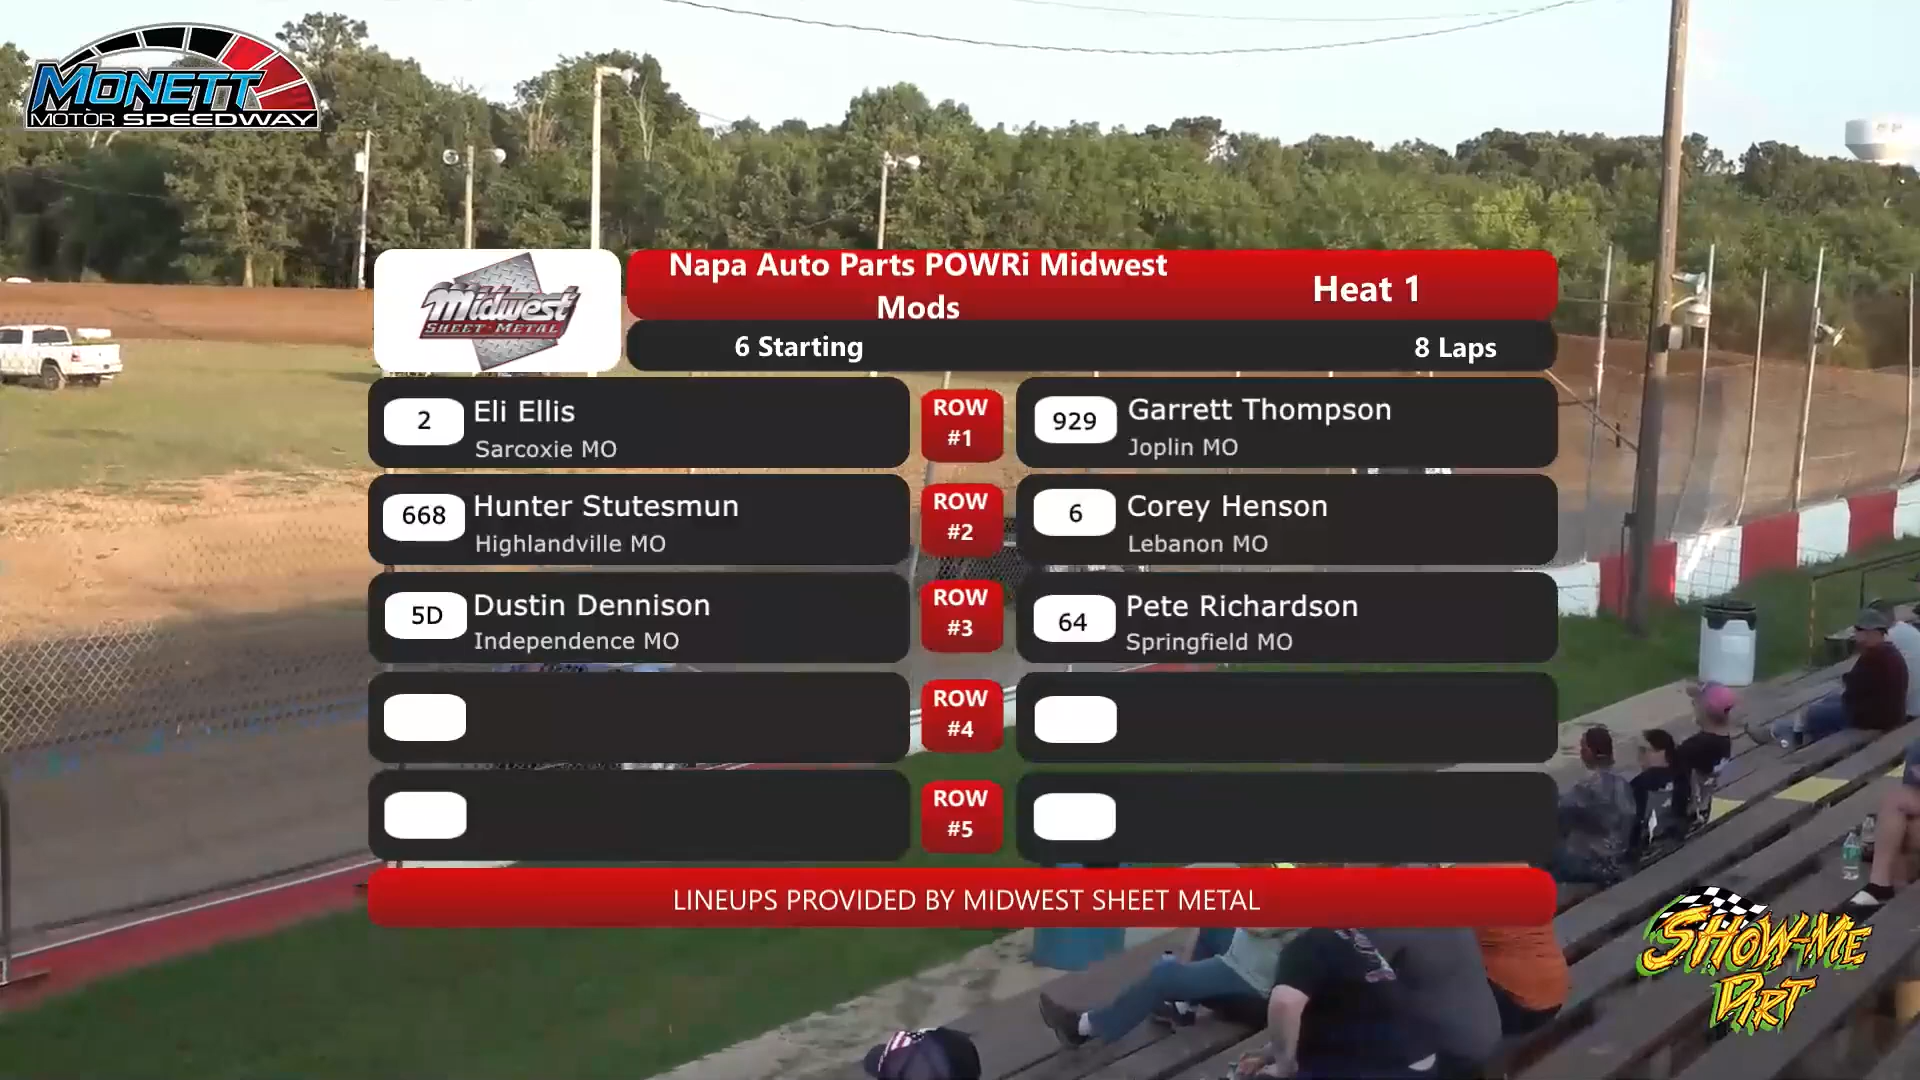 MONETT
MOTOR SPEEDWAY
Midwest
SHEET·METAL
Napa Auto Parts POWRi Midwest
Mods
Heat 1
6 Starting
8 Laps
2
Eli Ellis
Sarcoxie MO
ROW
#1
929
Garrett Thompson
Joplin MO
668
Hunter Stutesmun
Highlandville MO
ROW
#2
6
Corey Henson
Lebanon MO
5D
Dustin Dennison
Independence MO
ROW
#3
64
Pete Richardson
Springfield MO
ROW
#4
ROW
#5
LINEUPS PROVIDED BY MIDWEST SHEET METAL
SHOW-ME
DIRT